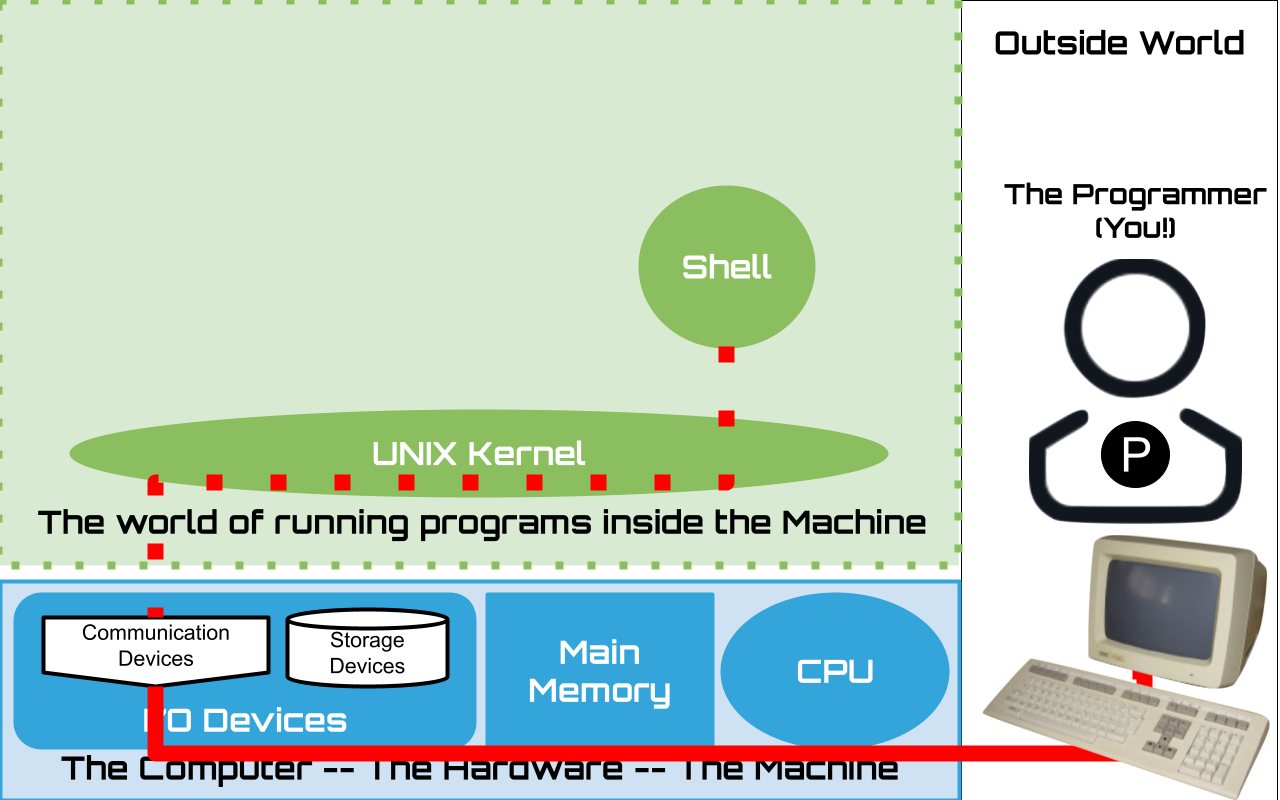 Outside World
The Programmer
(You!)
P
Shell
UNIX Kernel
The world of running programs inside the Machine
Communication
Devices
Storage
Devices
I/O Devices
Main
Memory
CPU
The Computer -- The Hardware -- The Machine